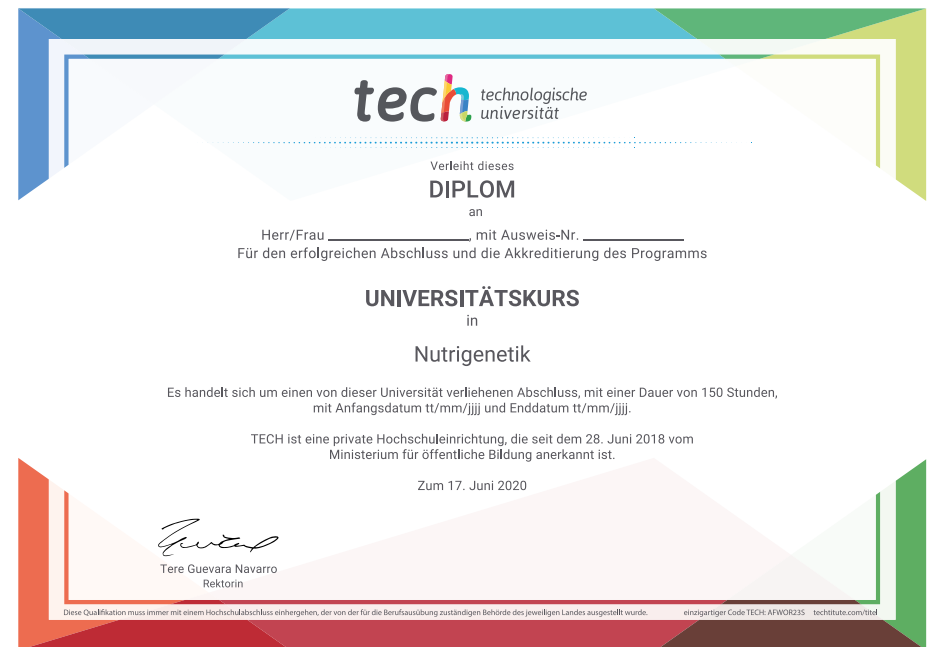 tech technologische
universität
Verleiht dieses
DIPLOM
an
Herr/Frau ____________________, mit Ausweis-Nr. ______________
Für den erfolgreichen Abschluss und die Akkreditierung des Programms
UNIVERSITÄTSKURS
in
Nutrigenetik
Es handelt sich um einen von dieser Universität verliehenen Abschluss, mit einer Dauer von 150 Stunden,
mit Anfangsdatum tt/mm/jjjj und Enddatum tt/mm/jjjj.
TECH ist eine private Hochschuleinrichtung, die seit dem 28. Juni 2018 vom
Ministerium für öffentliche Bildung anerkannt ist.
Zum 17. Juni 2020
Tere Guevara Navarro
Rektorin
Diese Qualifikation muss immer mit einem Hochschulabschluss einhergehen, der von der für die Berufsausübung zuständigen Behörde des jeweiligen Landes ausgestellt wurde. einzigartiger Code TECH: AFWOR23S techtitute.com/titel